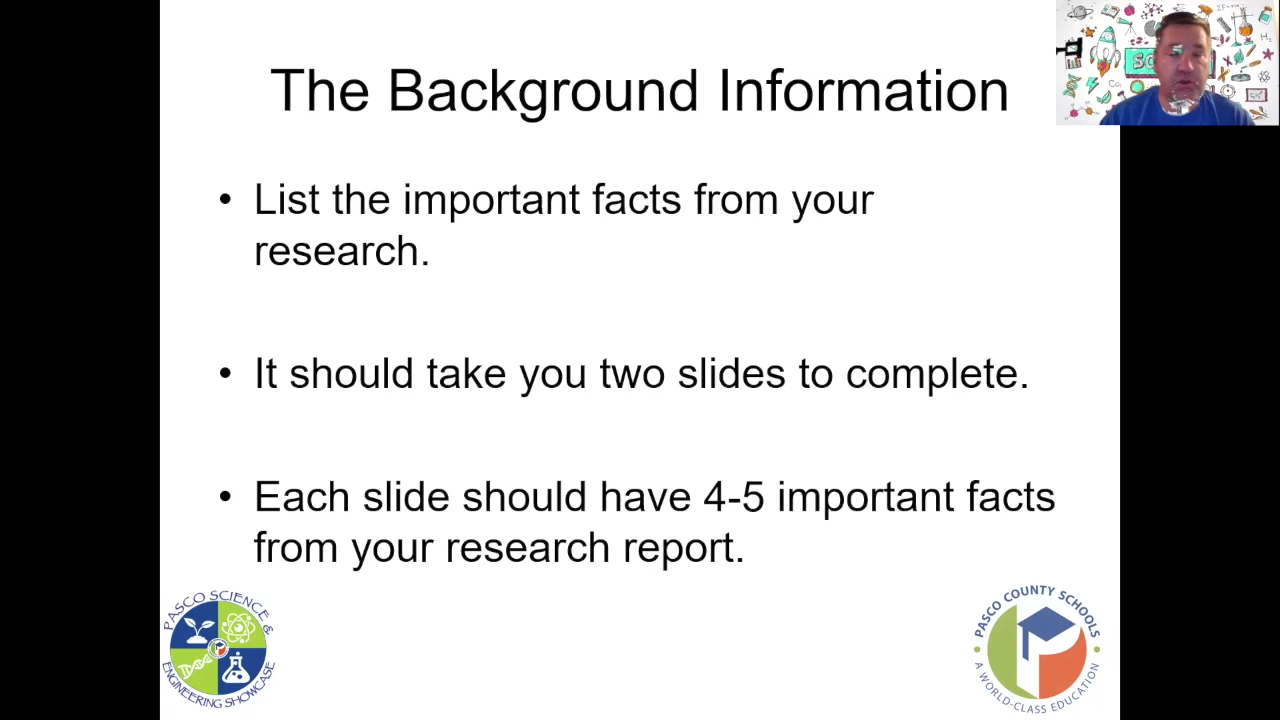 The Background Information
• List the important facts from your
research.
• It should take you two slides to complete.
• Each slide should have 4-5 important facts
from your research report.
PASCO SCIENCE &
ENGINEERING SHOWCASE
PASCO COUNTY SCHOOLS
A WORLD-CLASS EDUCATION